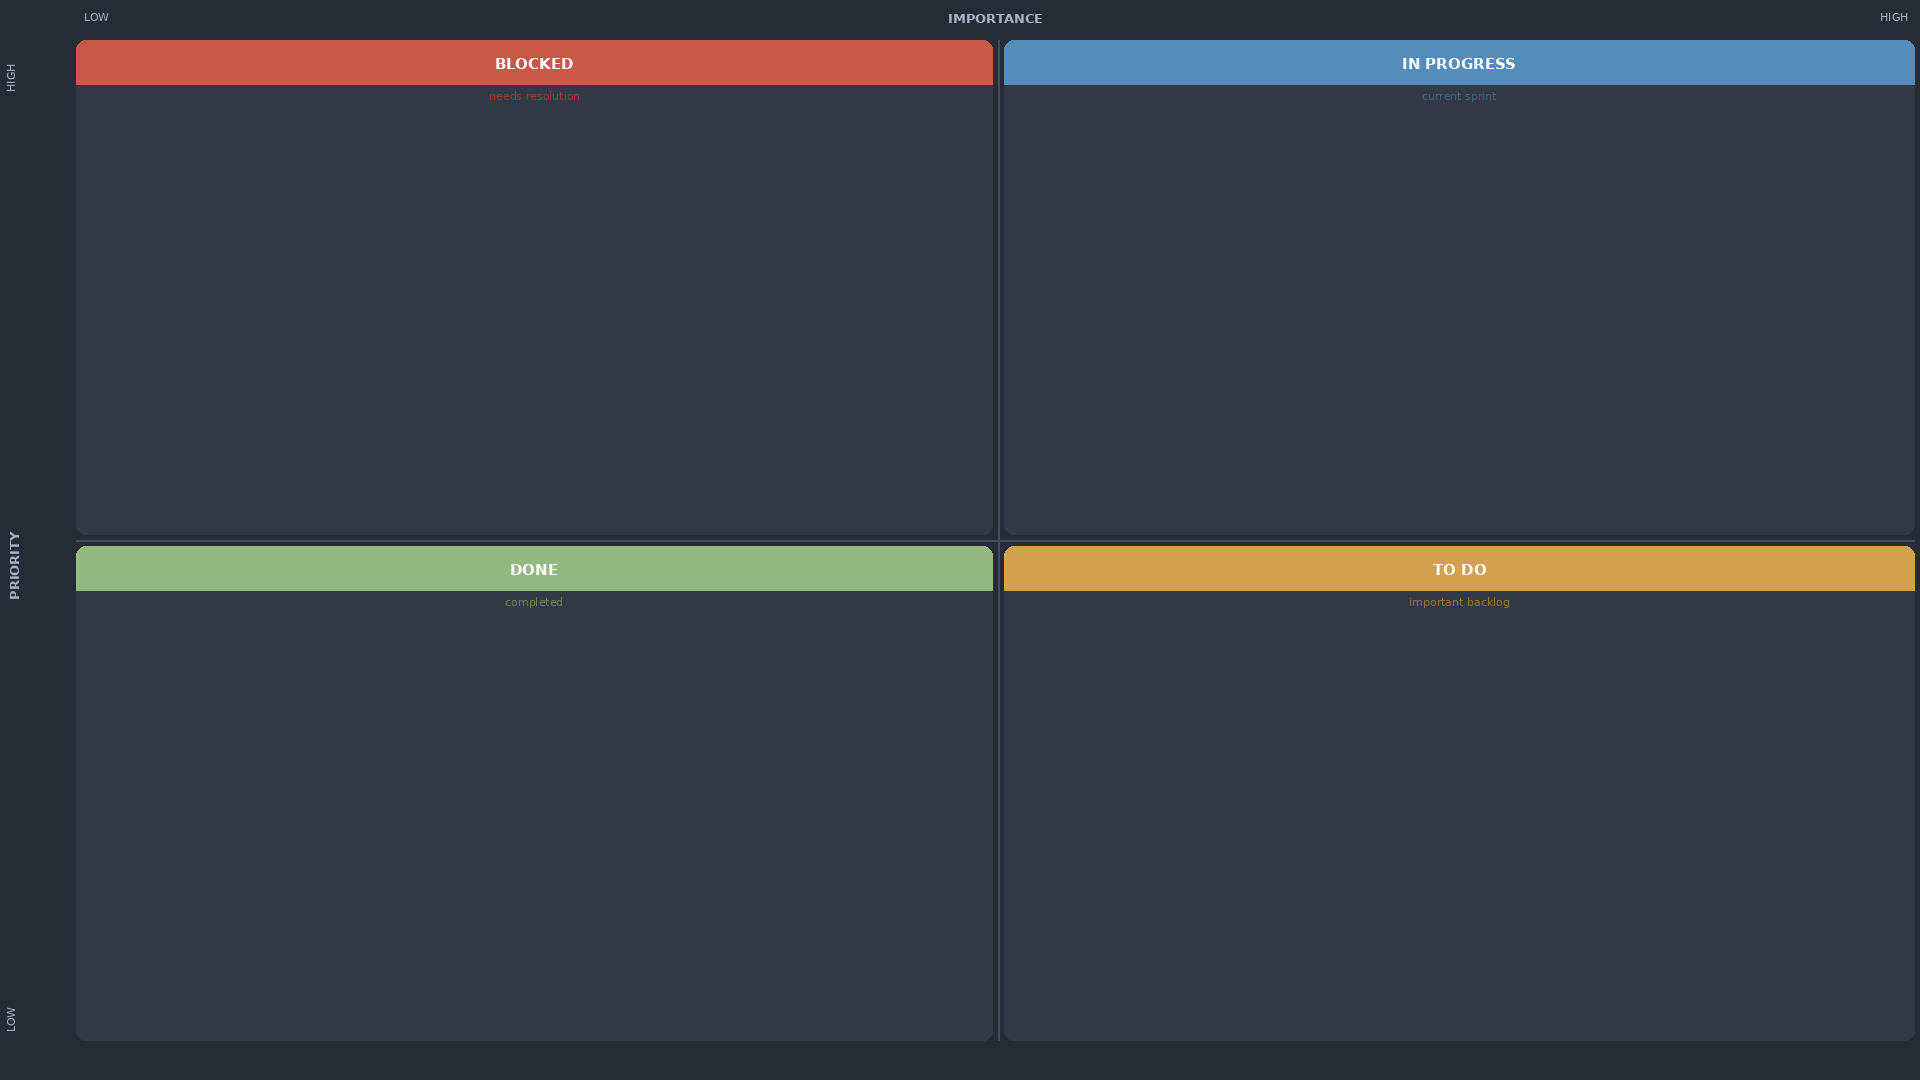 LOW
IMPORTANCE
HIGH
HIGH
PRIORITY
LOW
BLOCKED
needs resolution
IN PROGRESS
current sprint
DONE
completed
TO DO
important backlog